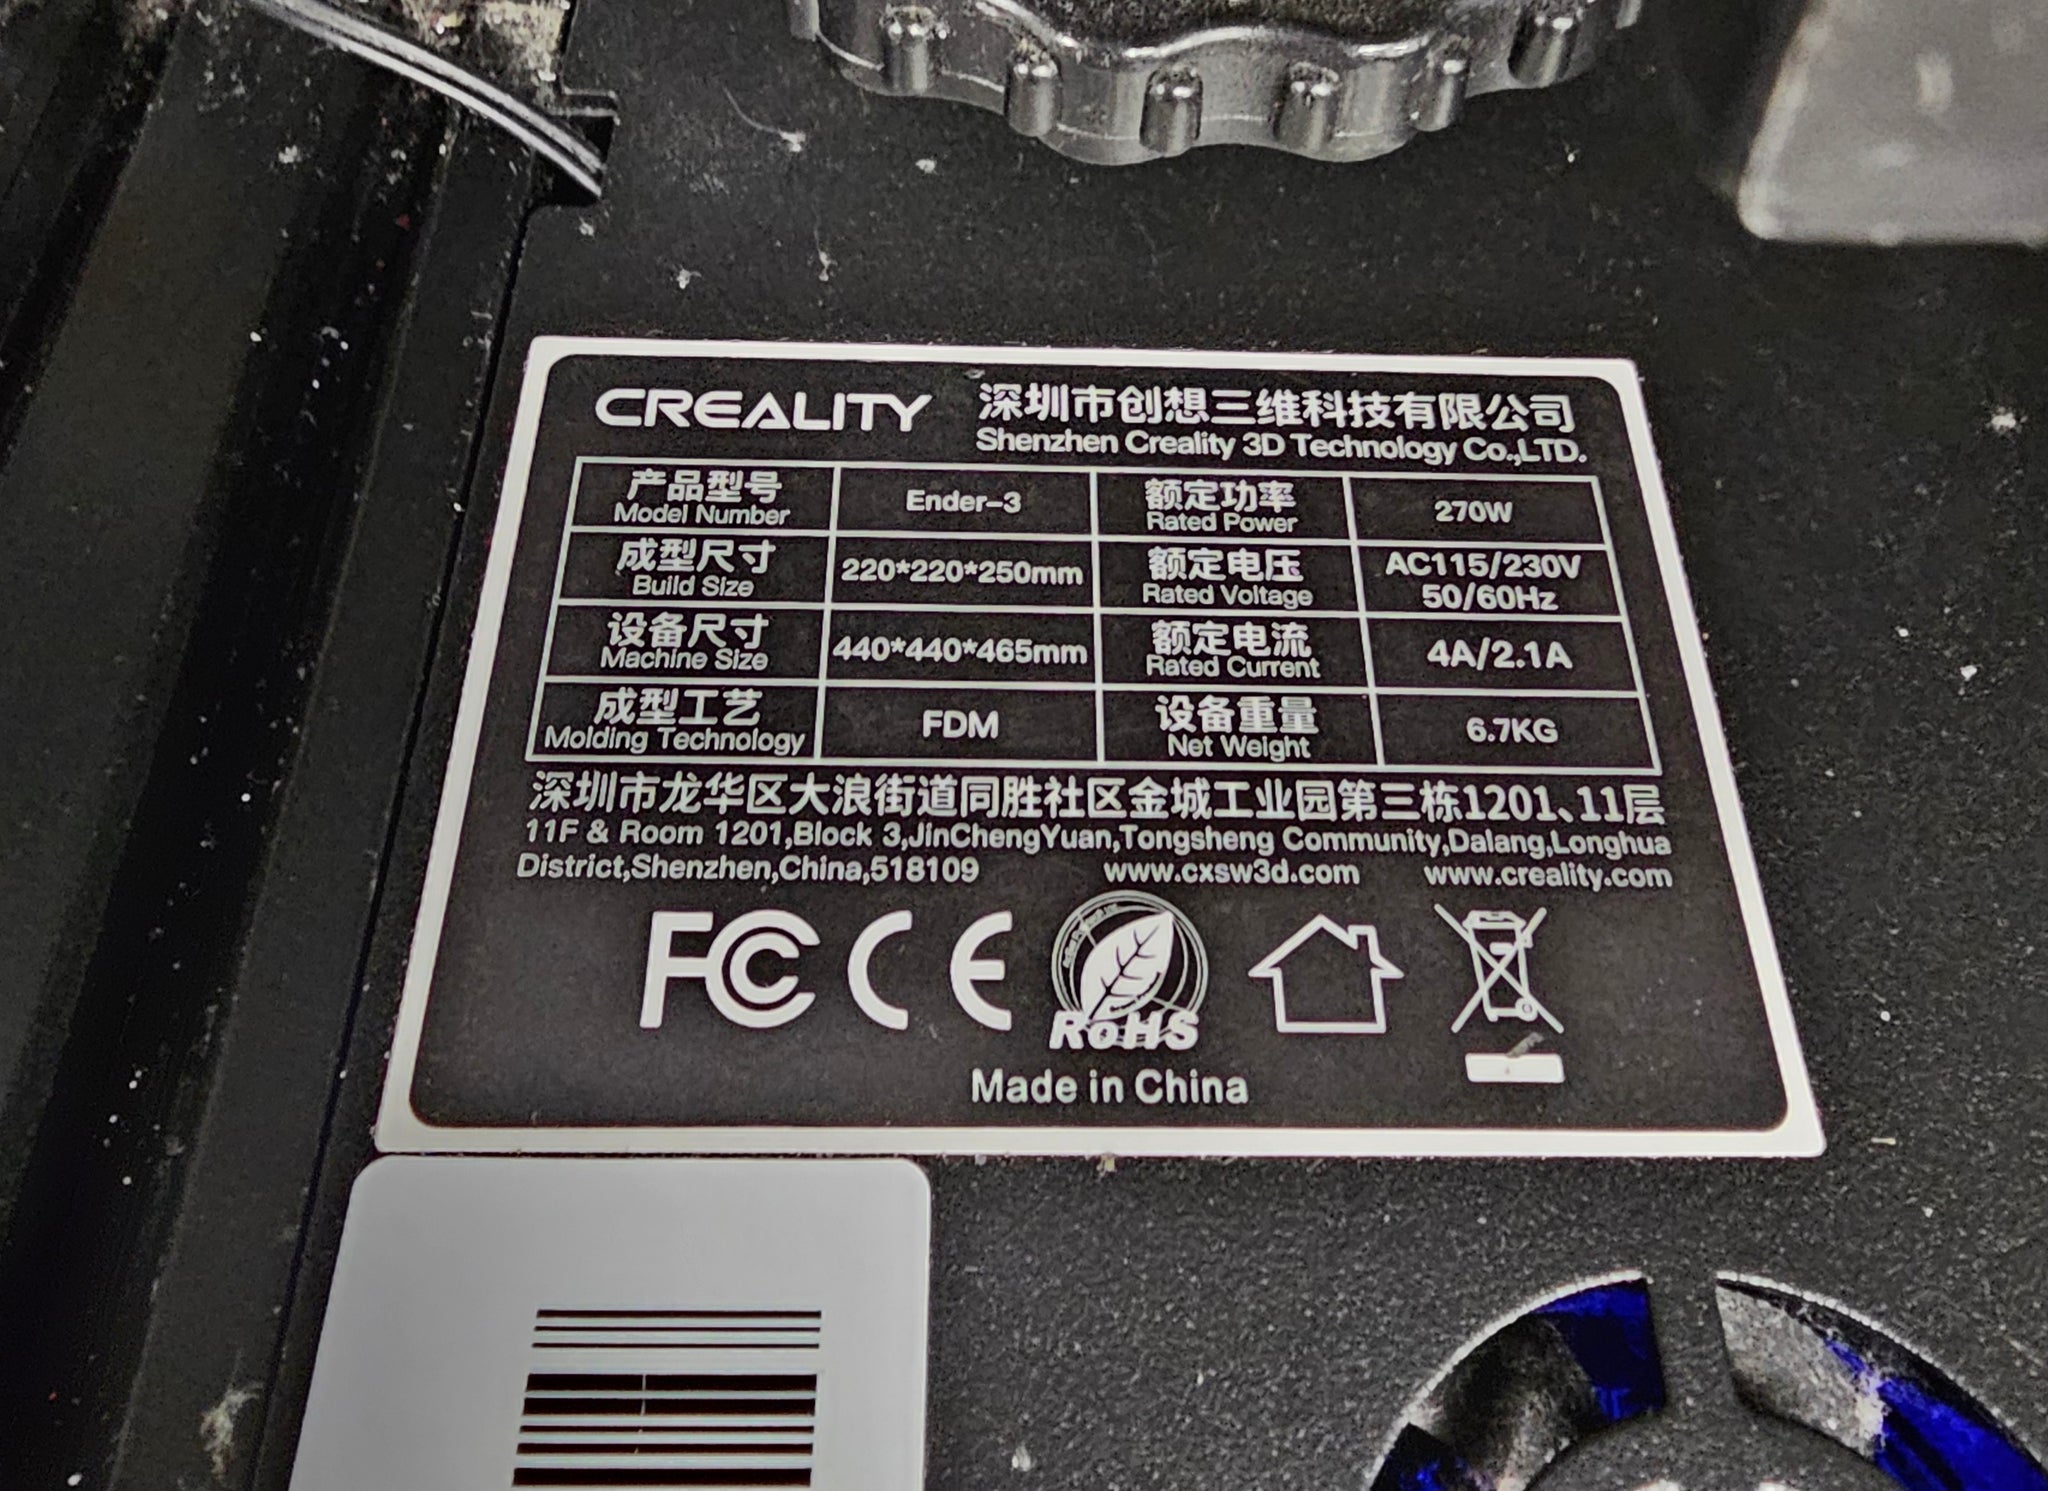 CREALITY 深圳市创想三维科技有限公司
Shenzhen Creality 3D Technology Co.,LTD.
产品型号 Ender-3 额定功率 270W
Model Number Rated Power
成型尺寸 220*220*250mm 额定电压 AC115/230V
Build Size Rated Voltage 50/60Hz
设备尺寸 440*440*465mm 额定电流 4A/2.1A
Machine Size Rated Current
成型工艺 FDM 设备重量 6.7KG
Molding Technology Net Weight
深圳市龙华区大浪街道同胜社区金城工业园第三栋1201、11层
11F & Room 1201,Block 3,JinChengYuan,Tongsheng Community,Dalang,Longhua
District,Shenzhen,China,518109 www.cxsw3d.com www.creality.com
FC CE RoHS
Made in China